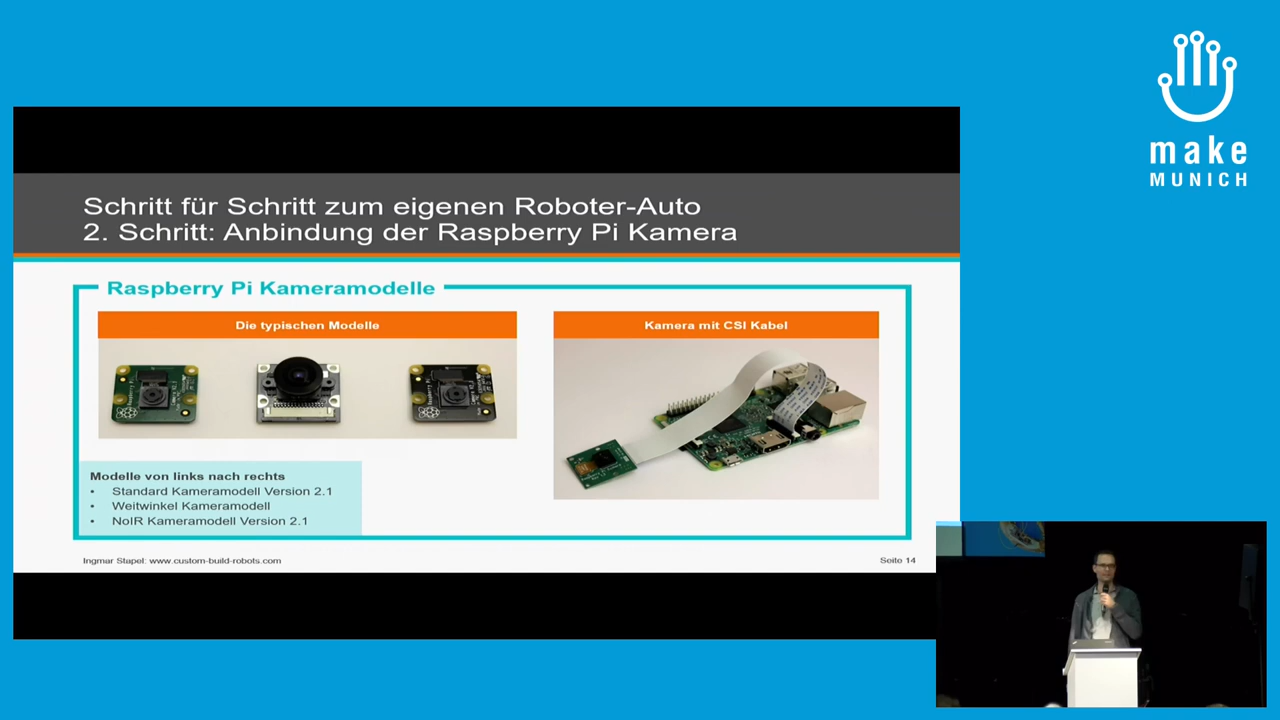 make
MUNICH
Schritt für Schritt zum eigenen Roboter-Auto
2. Schritt: Anbindung der Raspberry Pi Kamera
Raspberry Pi Kameramodelle
Die typischen Modelle
Kamera mit CSI Kabel
Modelle von links nach rechts
• Standard Kameramodell Version 2.1
• Weitwinkel Kameramodell
• NoIR Kameramodell Version 2.1
Ingmar Stapel: www.custom-build-robots.com
Seite 14